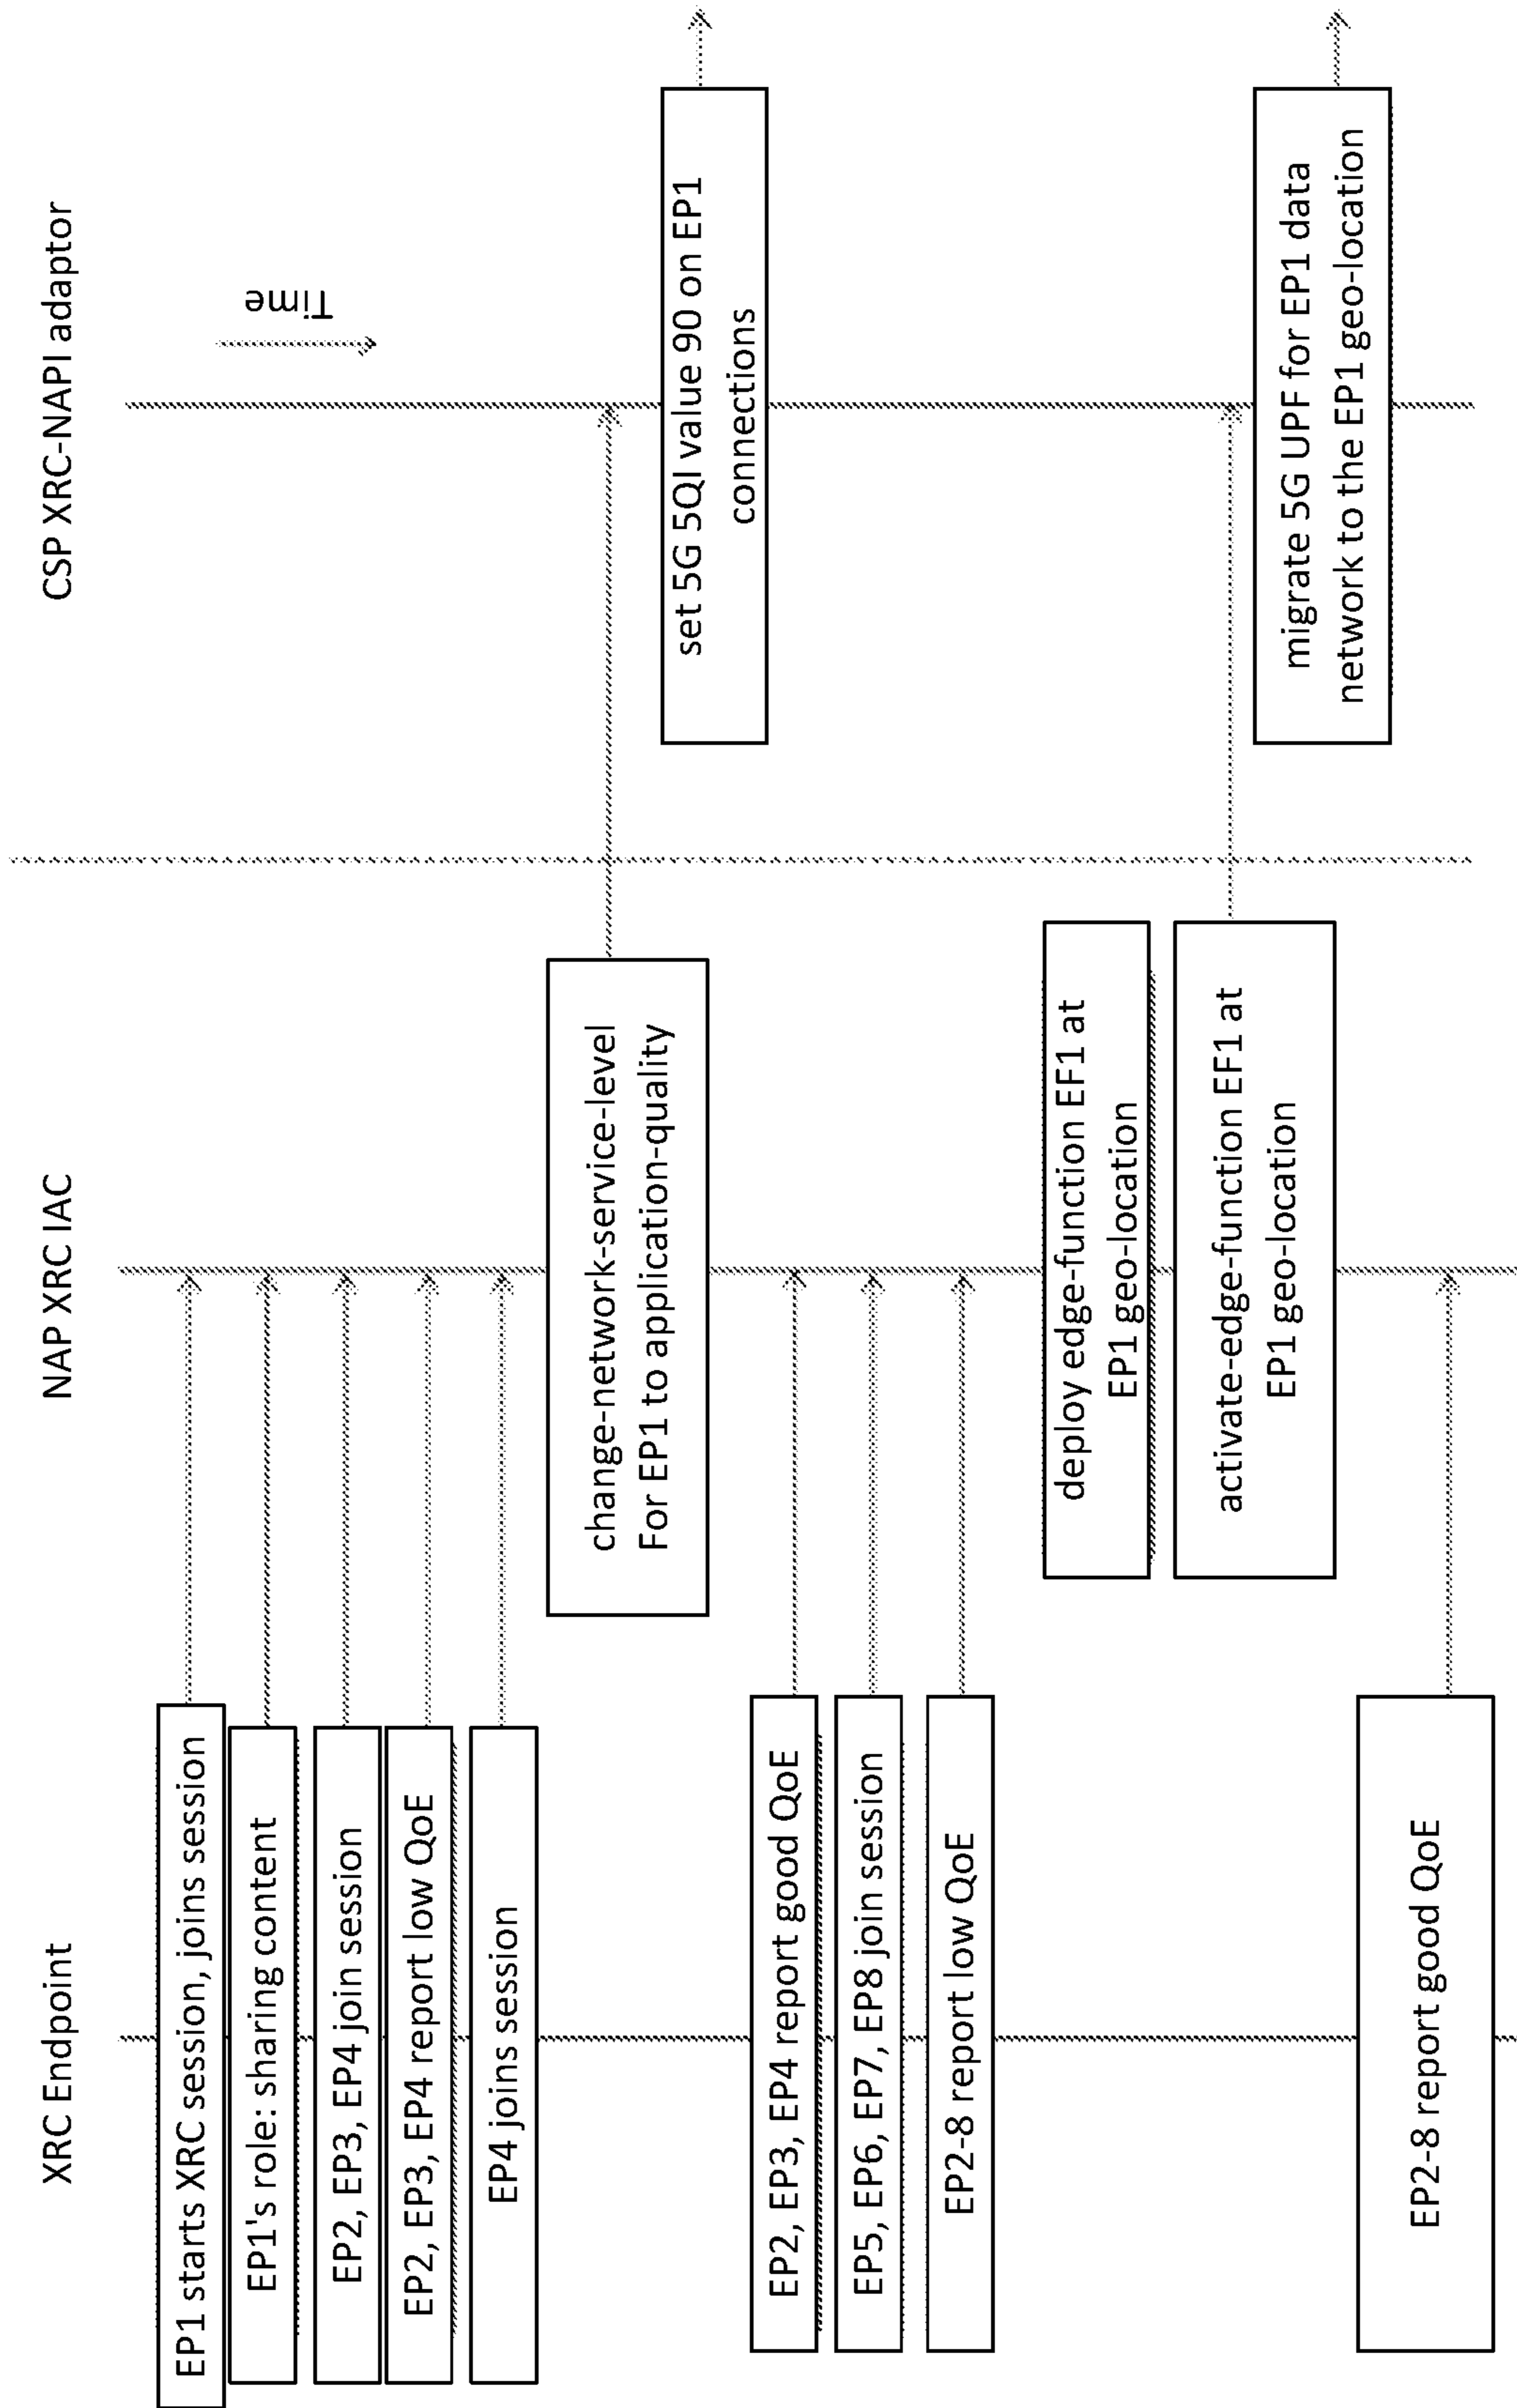 XRC Endpoint
NAP XRC IAC
CSP XRC-NAPI adaptor
Time
EP1 starts XRC session, joins session
EP1's role: sharing content
EP2, EP3, EP4 join session
EP2, EP3, EP4 report low QoE
EP4 joins session
change-network-service-level
For EP1 to application-quality
set 5G 5QI value 90 on EP1
connections
EP2, EP3, EP4 report good QoE
EP5, EP6, EP7, EP8 join session
EP2-8 report low QoE
deploy edge-function EF1 at
EP1 geo-location
activate-edge-function EF1 at
EP1 geo-location
migrate 5G UPF for EP1 data
network to the EP1 geo-location
EP2-8 report good QoE